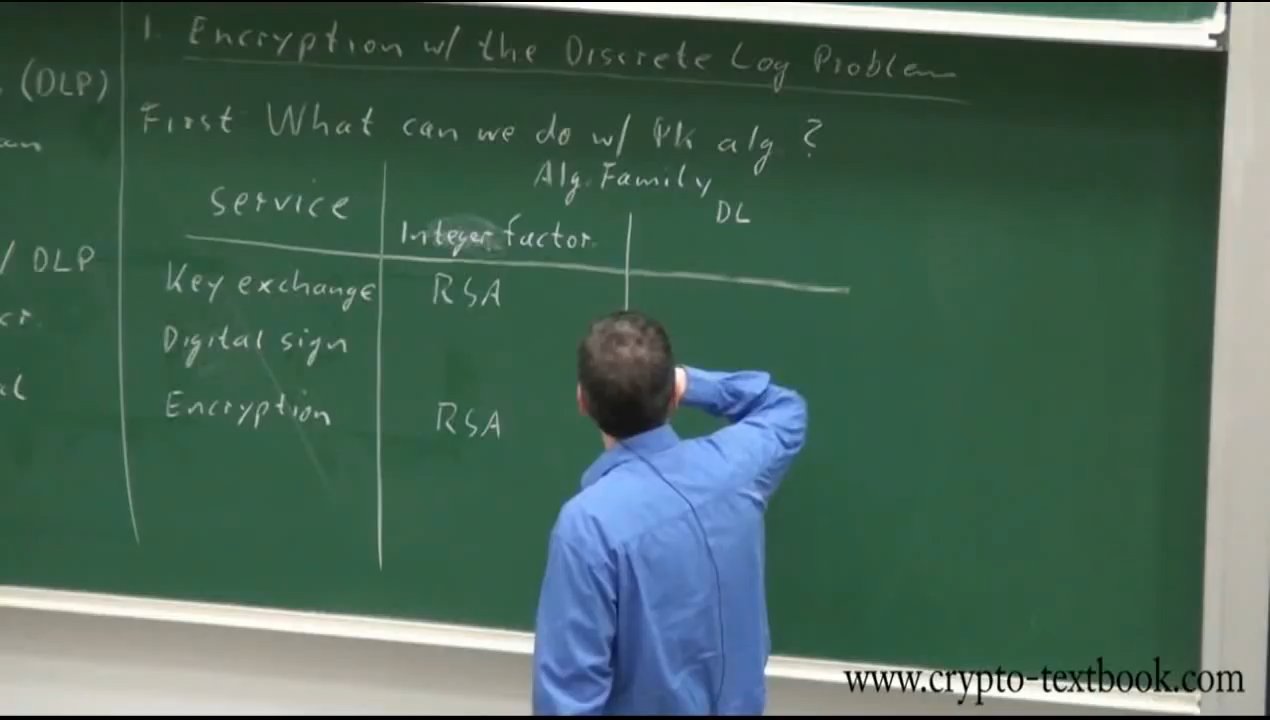 1. Encryption w/ the Discrete Log Problem
(DLP)
First What can we do w/ PK alg ?
Alg. Family
Service
DL
Integer factor.
/ DLP
Key exchange RSA
Digital sign
Encryption RSA
www.crypto-textbook.com